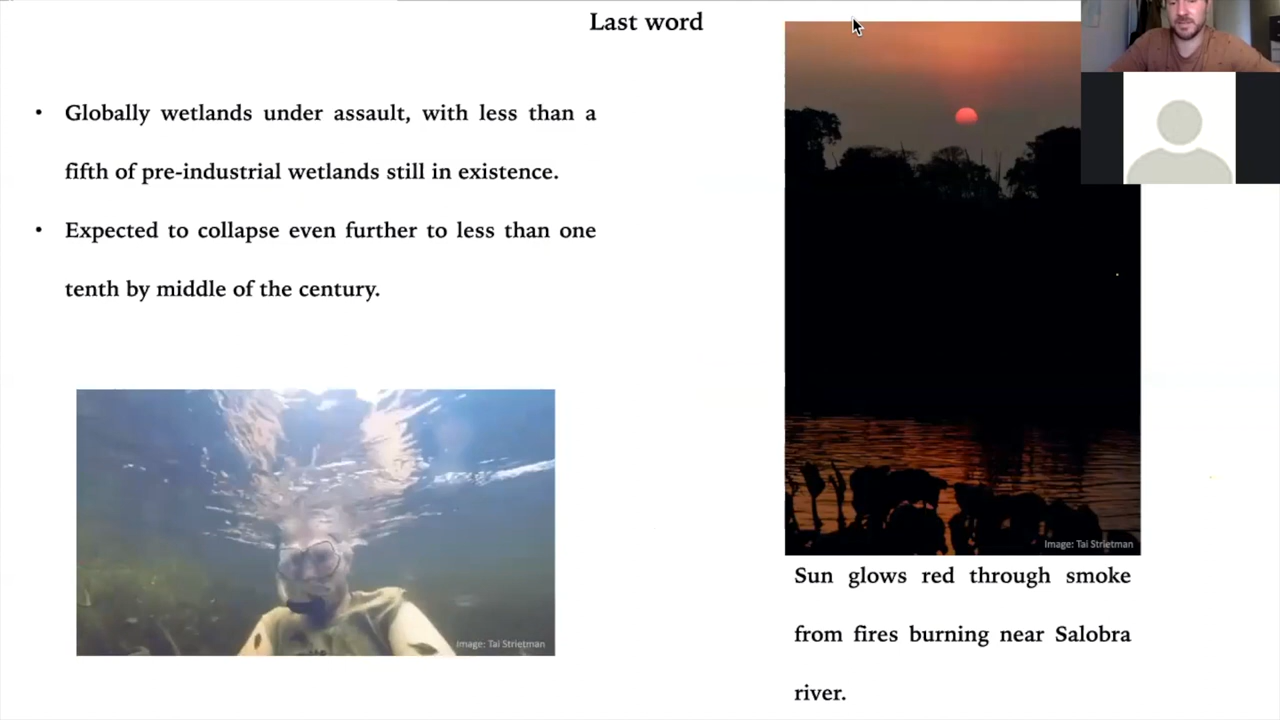 Last word
• Globally wetlands under assault, with less than a
fifth of pre-industrial wetlands still in existence.
• Expected to collapse even further to less than one
tenth by middle of the century.
Image: Tai Strietman
Image: Tai Strietman
Sun glows red through smoke
from fires burning near Salobra
river.